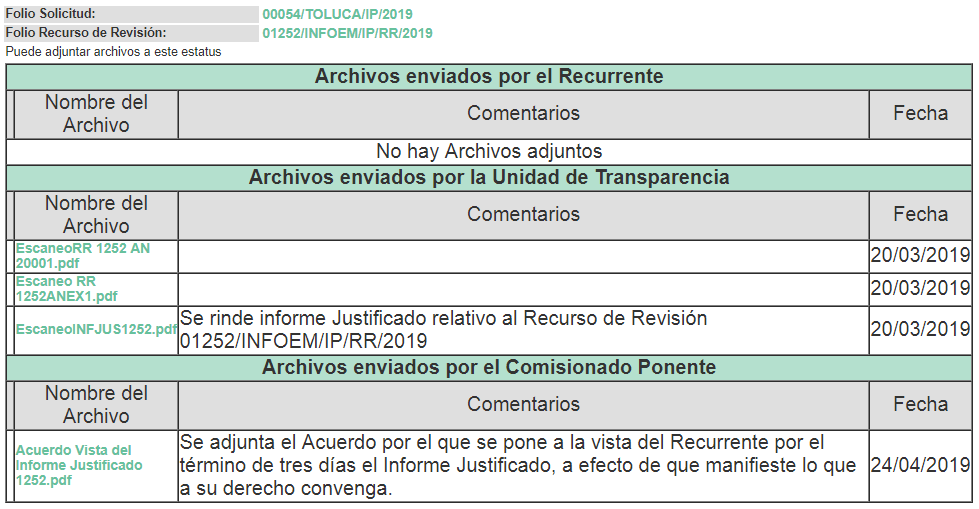 Folio Solicitud: 00054/TOLUCA/IP/2019
Folio Recurso de Revisión: 01252/INFOEM/IP/RR/2019
Puede adjuntar archivos a este estatus
Archivos enviados por el Recurrente
Nombre del
Archivo
Comentarios
Fecha
No hay Archivos adjuntos
Archivos enviados por la Unidad de Transparencia
Nombre del
Archivo
Comentarios
Fecha
EscaneoRR 1252 AN
20001.pdf
20/03/2019
Escaneo RR
1252ANEX1.pdf
20/03/2019
EscaneoINFJUS1252.pdf
Se rinde informe Justificado relativo al Recurso de Revisión
01252/INFOEM/IP/RR/2019
20/03/2019
Archivos enviados por el Comisionado Ponente
Nombre del
Archivo
Comentarios
Fecha
Acuerdo Vista del
Informe Justificado
1252.pdf
Se adjunta el Acuerdo por el que se pone a la vista del Recurrente por el
término de tres días el Informe Justificado, a efecto de que manifieste lo que
a su derecho convenga.
24/04/2019